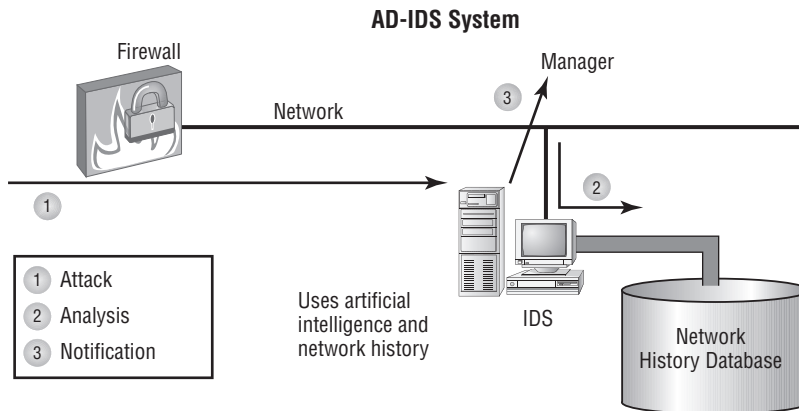 AD-IDS System
Firewall
Manager
3
Network
2
1
1 Attack
2 Analysis
3 Notification
Uses artificial
intelligence and
network history
IDS
Network
History Database